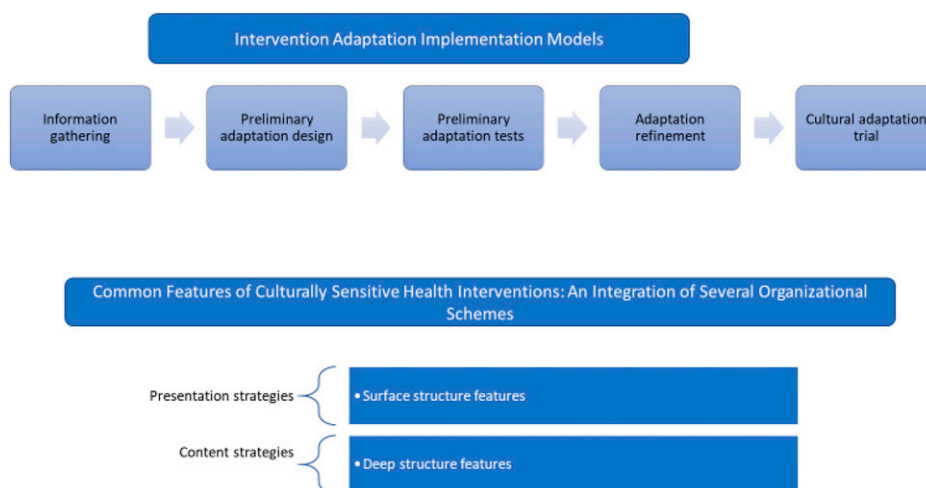 Intervention Adaptation Implementation Models
Information
gathering
Preliminary
adaptation design
Preliminary
adaptation tests
Adaptation
refinement
Cultural adaptation
trial
Common Features of Culturally Sensitive Health Interventions: An Integration of Several Organizational
Schemes
Presentation strategies
• Surface structure features
Content strategies
• Deep structure features